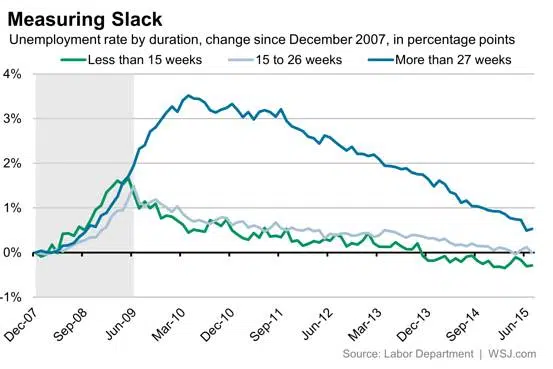 Measuring Slack
Unemployment rate by duration, change since December 2007, in percentage points
Less than 15 weeks 15 to 26 weeks More than 27 weeks
4%
3%
2%
1%
0%
-1%
Dec-07 Sep-08 Jun-09 Mar-10 Dec-10 Sep-11 Jun-12 Mar-13 Dec-13 Sep-14 Jun-15
Source: Labor Department | WSJ.com